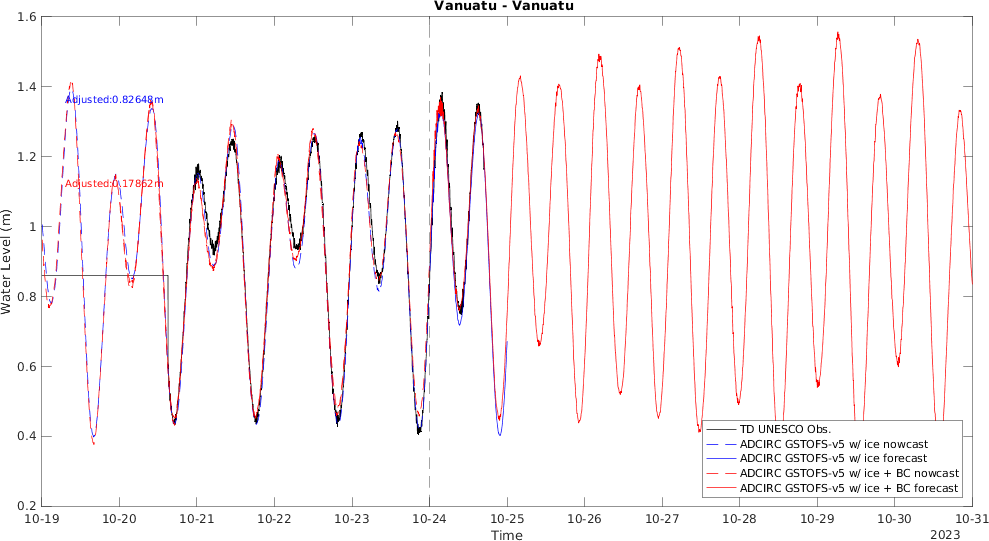 Vanuatu - Vanuatu
1.6
1.4
1.2
1
0.8
0.6
0.4
0.2
Water Level (m)
Adjusted:0.82648m
Adjusted:0.17862m
TD UNESCO Obs.
ADCIRC GSTOFS-v5 w/ ice nowcast
ADCIRC GSTOFS-v5 w/ ice forecast
ADCIRC GSTOFS-v5 w/ ice + BC nowcast
ADCIRC GSTOFS-v5 w/ ice + BC forecast
10-19 10-20 10-21 10-22 10-23 10-24 10-25 10-26 10-27 10-28 10-29 10-30 10-31
Time
2023